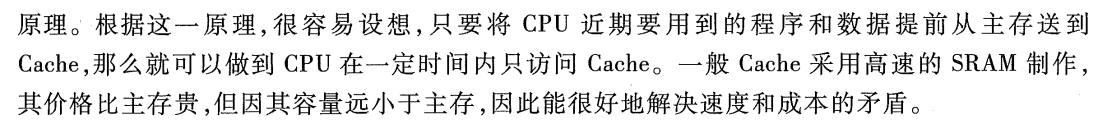 原理。根据这一原理,很容易设想,只要将 CPU 近期要用到的程序和数据提前从主存送到
Cache,那么就可以做到 CPU 在一定时间内只访问 Cache。一般 Cache 采用高速的 SRAM 制作,
其价格比主存贵,但因其容量远小于主存,因此能很好地解决速度和成本的矛盾。